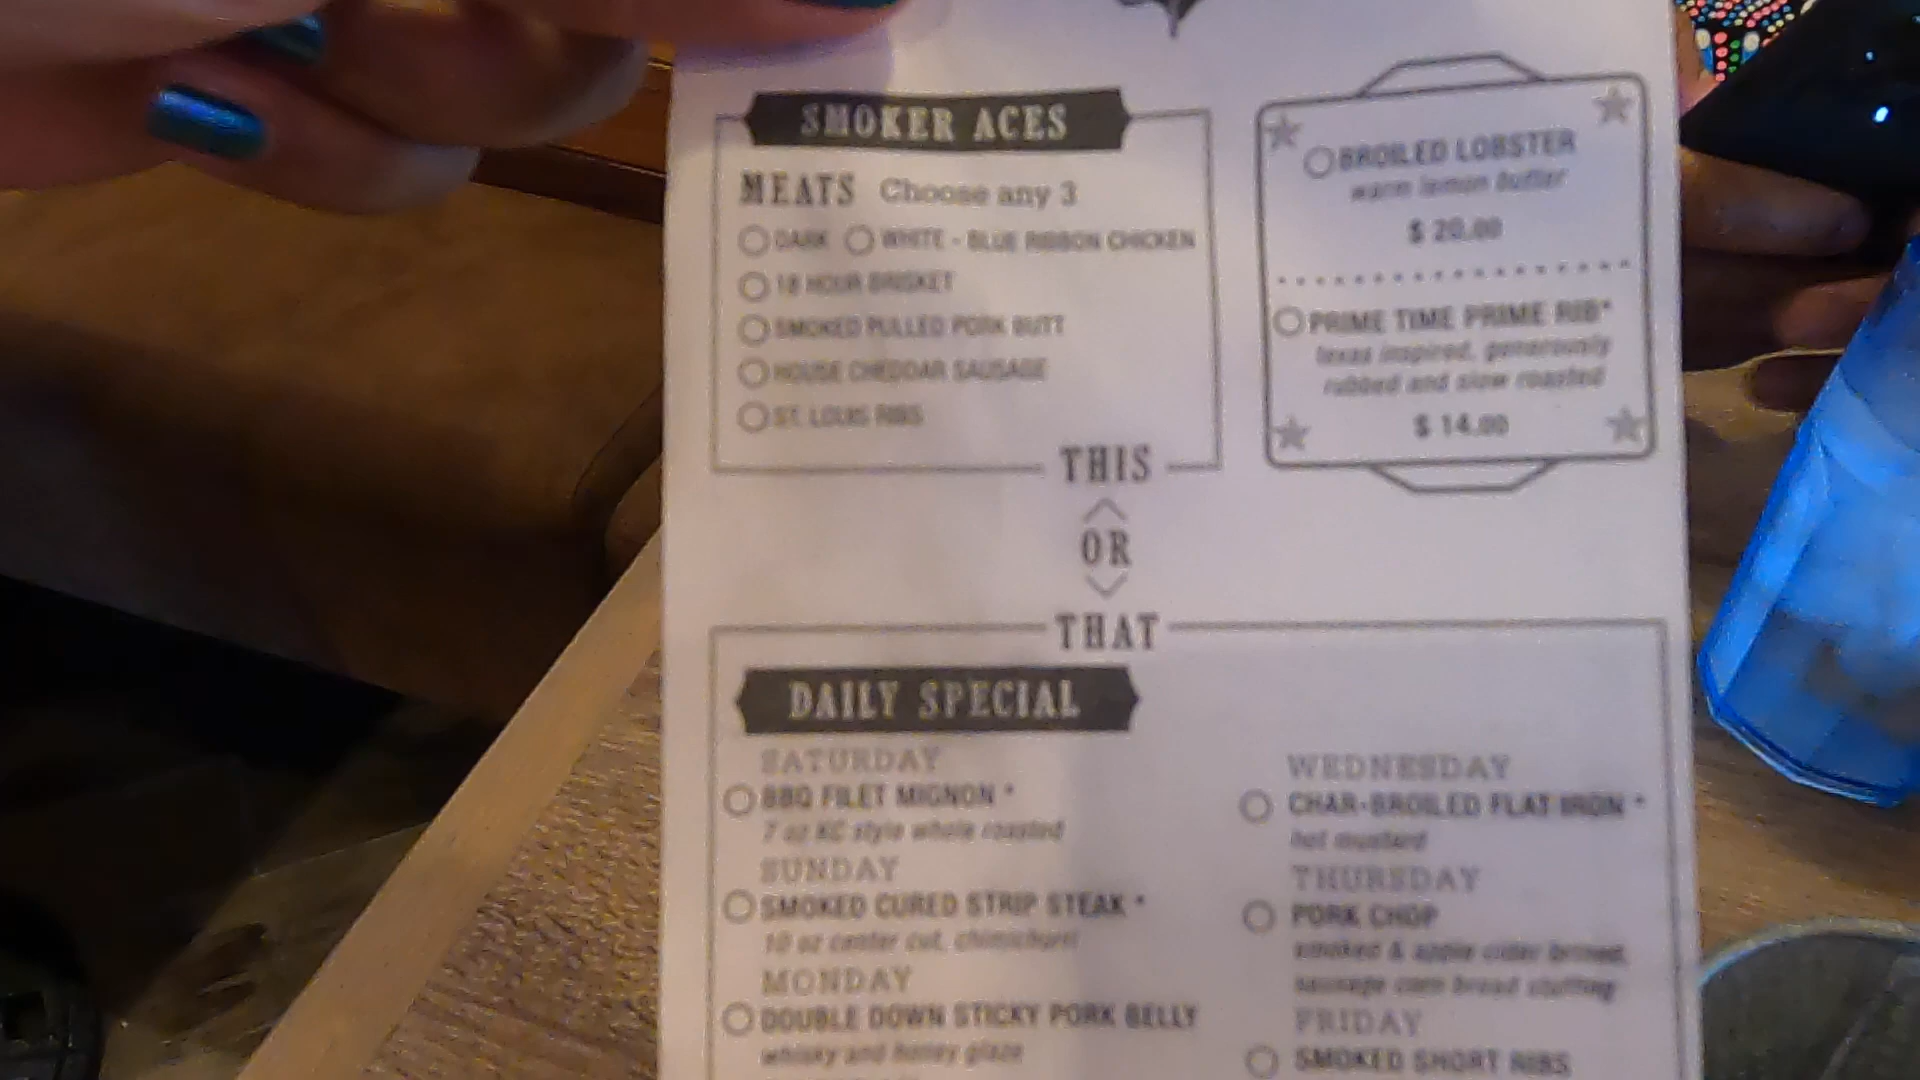 SMOKER ACES
MEATS Choose any 3
DARK WHITE - BLUE RIBBON CHICKEN
18 HOUR BRISKET
SMOKED PULLED PORK BUTT
HOUSE CHEDDAR SAUSAGE
ST. LOUIS RIBS
BROILED LOBSTER
warm lemon butter
$ 20.00
PRIME TIME PRIME RIB*
texas inspired, generously
rubbed and slow roasted
$ 14.00
THIS
OR
THAT
DAILY SPECIAL
SATURDAY
BBQ FILET MIGNON *
7 oz KC style whole roasted
SUNDAY
SMOKED CURED STRIP STEAK *
10 oz center cut, chimichurri
MONDAY
DOUBLE DOWN STICKY PORK BELLY
whisky and honey glaze
WEDNESDAY
CHAR-BROILED FLAT IRON *
hot mustard
THURSDAY
PORK CHOP
smoked & apple cider brined,
sausage corn bread stuffing
FRIDAY
SMOKED SHORT RIBS